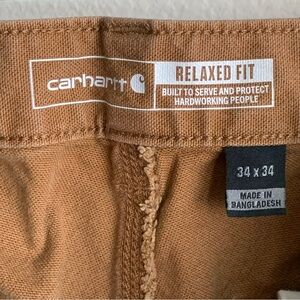 carhartt
RELAXED FIT
BUILT TO SERVE AND PROTECT
HARDWORKING PEOPLE
34 x 34
MADE IN
BANGLADESH